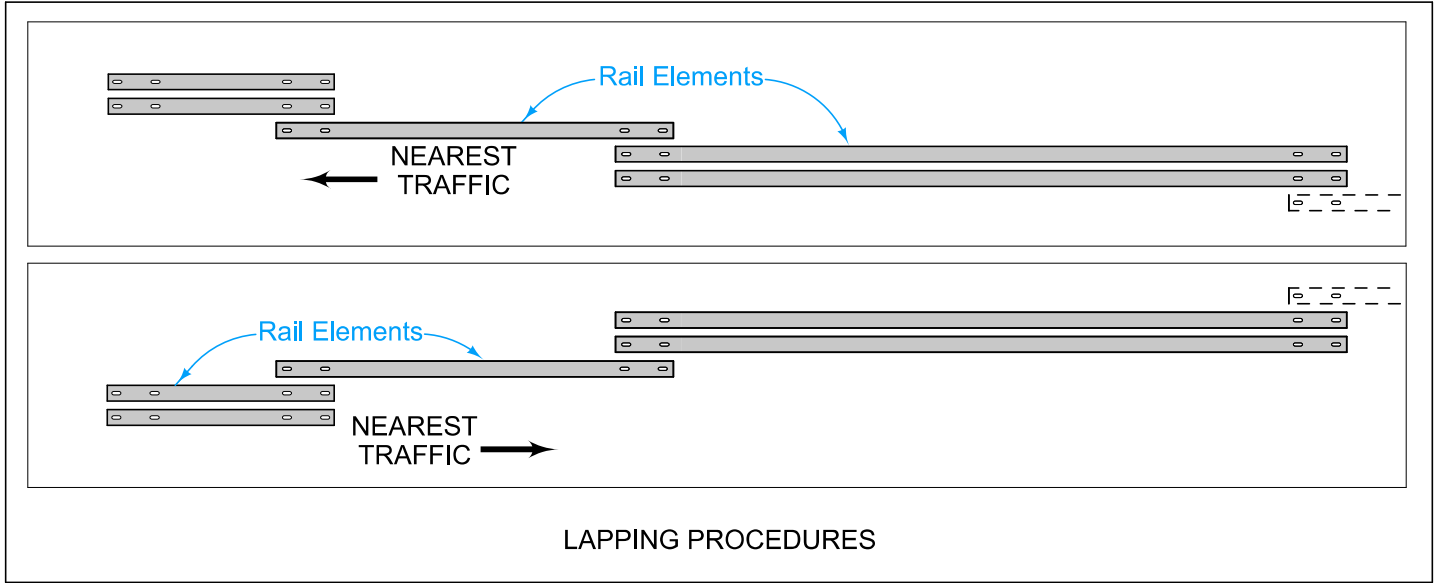 Rail Elements
NEAREST
TRAFFIC
Rail Elements
NEAREST
TRAFFIC
LAPPING PROCEDURES